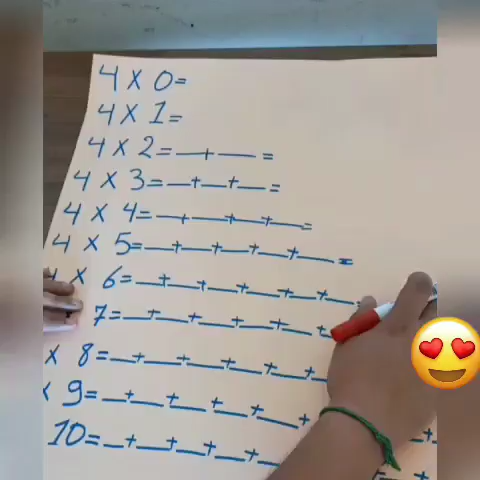 4 X 0=
4 X 1=
4 X 2=__+__=
4 X 3=__+__+__=
4 X 4=__+__+__+__=
4 X 5=__+__+__+__+__=
4 X 6=__+__+__+__+__+__=
7=__+__+__+__+__+
X 8=__+__+__+__+__+
X 9=__+__+__+__+__+
10=__+__+__+__+__